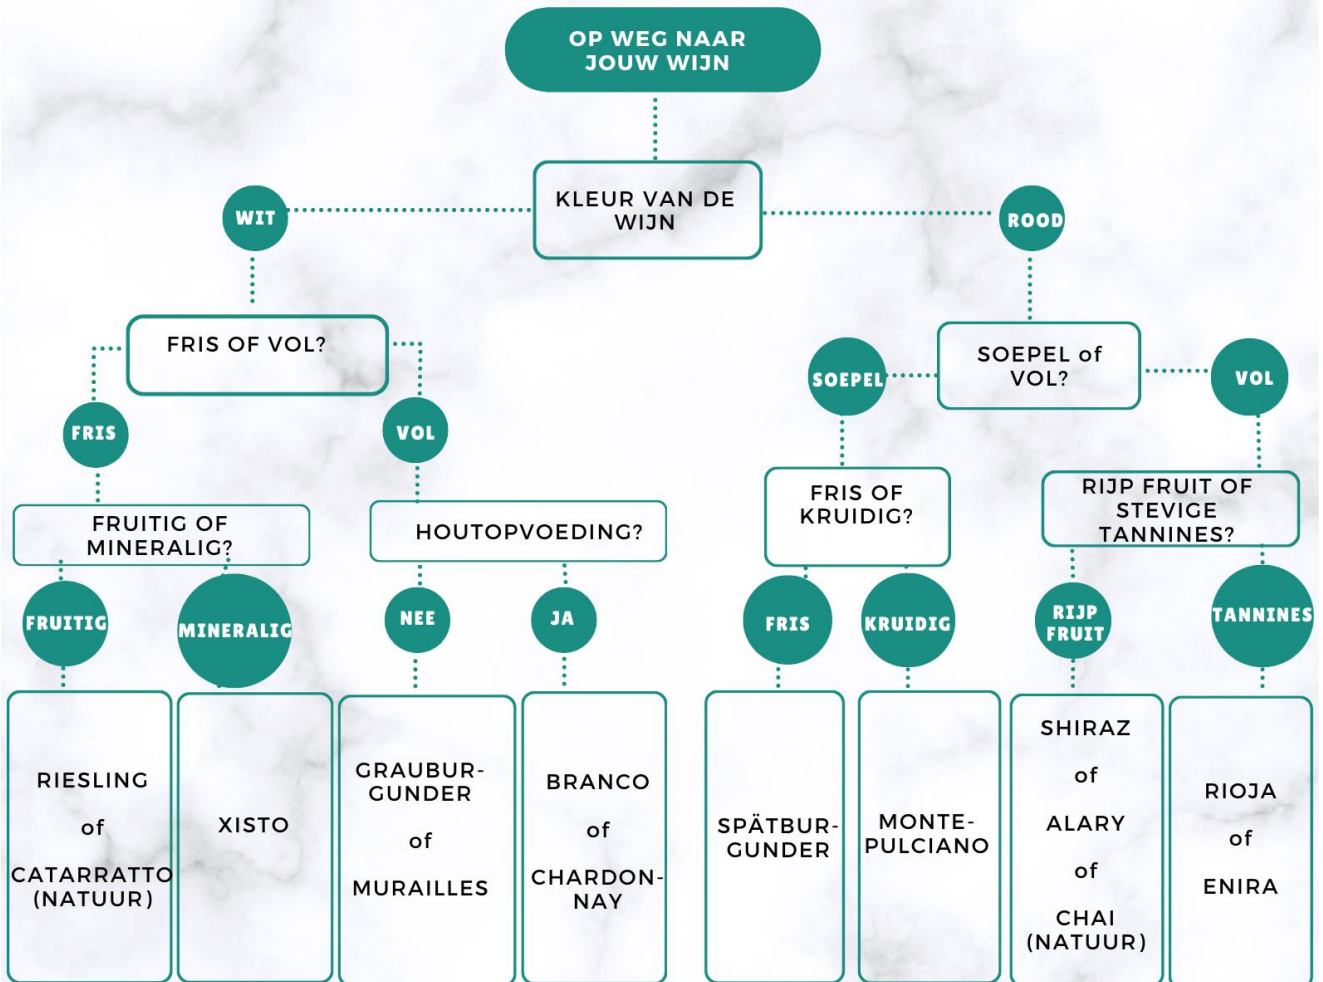 OP WEG NAAR
JOUW WIJN
KLEUR VAN DE
WIJN
WIT
ROOD
FRIS OF VOL?
SOEPEL of
VOL?
SOEPEL
VOL
FRIS
VOL
FRUITIG OF
MINERALIG?
HOUTOPVOEDING?
FRIS OF
KRUIDIG?
RIJP FRUIT OF
STEVIGE
TANNINES?
FRUITIG
MINERALIG
NEE
JA
FRIS
KRUIDIG
RIJP
FRUIT
TANNINES
RIESLING
of
CATARRATTO
(NATUUR)
XISTO
GRAUBUR-
GUNDER
of
MURAILLES
BRANCO
of
CHARDON-
NAY
SPÄTBUR-
GUNDER
MONTE-
PULCIANO
SHIRAZ
of
ALARY
of
CHAI
(NATUUR)
RIOJA
of
ENIRA